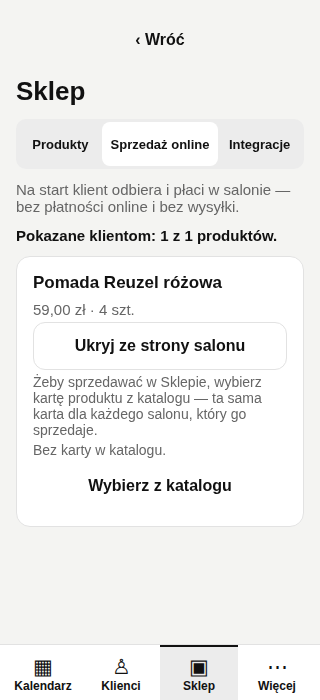 ‹ Wróć
Sklep
Produkty
Sprzedaż online
Integracje
Na start klient odbiera i płaci w salonie —
bez płatności online i bez wysyłki.
Pokazane klientom: 1 z 1 produktów.
Pomada Reuzel różowa
59,00 zł · 4 szt.
Ukryj ze strony salonu
Żeby sprzedawać w Sklepie, wybierz
kartę produktu z katalogu — ta sama
karta dla każdego salonu, który go
sprzedaje.
Bez karty w katalogu.
Wybierz z katalogu
Kalendarz
Klienci
Sklep
Więcej